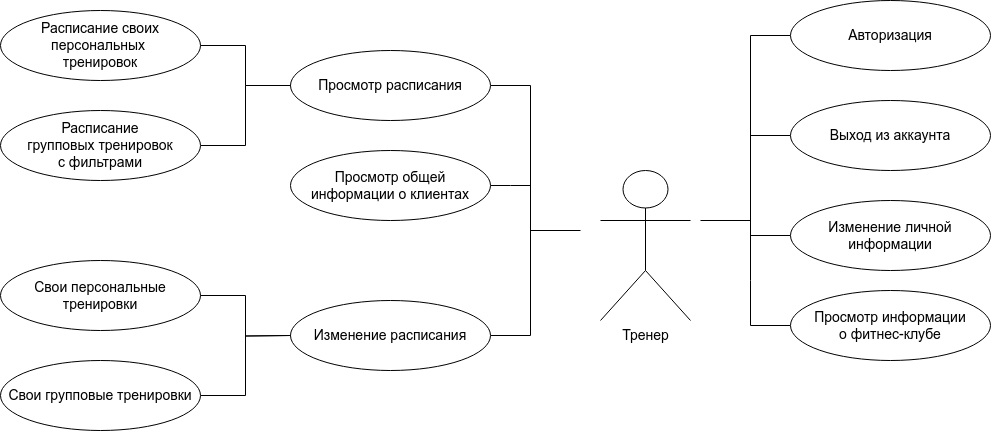 Расписание своих
персональных
тренировок
Расписание
групповых тренировок
с фильтрами
Просмотр расписания
Просмотр общей
информации о клиентах
Свои персональные
тренировки
Свои групповые тренировки
Изменение расписания
Тренер
Авторизация
Выход из аккаунта
Изменение личной
информации
Просмотр информации
о фитнес-клубе